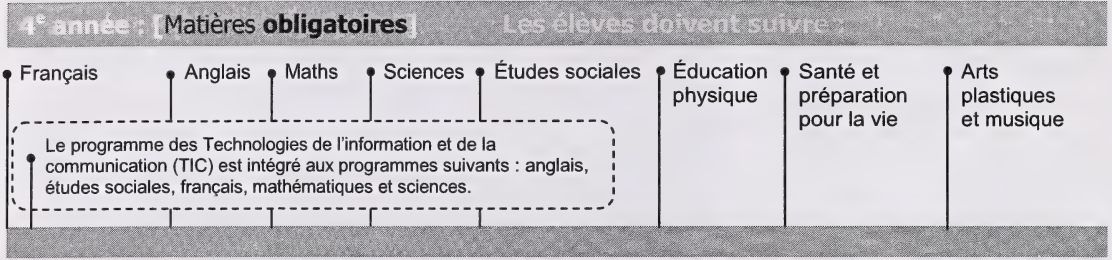 4e année : [Matières obligatoires] Les élèves doivent suivre :
Français Anglais Maths Sciences Études sociales Éducation physique Santé et préparation pour la vie Arts plastiques et musique
Le programme des Technologies de l'information et de la
communication (TIC) est intégré aux programmes suivants : anglais,
études sociales, français, mathématiques et sciences.